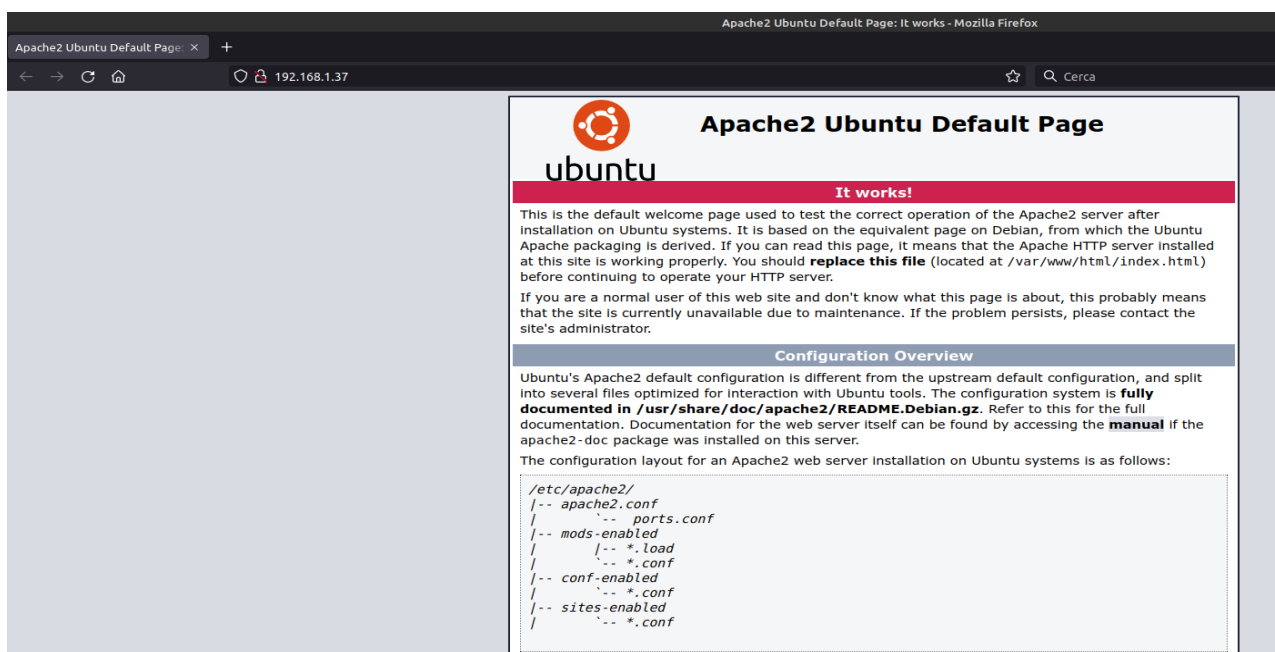 Apache2 Ubuntu Default Page: It works - Mozilla Firefox
Apache2 Ubuntu Default Page:
192.168.1.37
Cerca
ubuntu
Apache2 Ubuntu Default Page
It works!
This is the default welcome page used to test the correct operation of the Apache2 server after
installation on Ubuntu systems. It is based on the equivalent page on Debian, from which the Ubuntu
Apache packaging is derived. If you can read this page, it means that the Apache HTTP server installed
at this site is working properly. You should replace this file (located at /var/www/html/index.html)
before continuing to operate your HTTP server.
If you are a normal user of this web site and don't know what this page is about, this probably means
that the site is currently unavailable due to maintenance. If the problem persists, please contact the
site's administrator.
Configuration Overview
Ubuntu's Apache2 default configuration is different from the upstream default configuration, and split
into several files optimized for interaction with Ubuntu tools. The configuration system is fully
documented in /usr/share/doc/apache2/README.Debian.gz. Refer to this for the full
documentation. Documentation for the web server itself can be found by accessing the manual if the
apache2-doc package was installed on this server.
The configuration layout for an Apache2 web server installation on Ubuntu systems is as follows:
/etc/apache2/
|-- apache2.conf
|       `--  ports.conf
|-- mods-enabled
|       |-- *.load
|       `-- *.conf
|-- conf-enabled
|       `-- *.conf
|-- sites-enabled
|       `-- *.conf